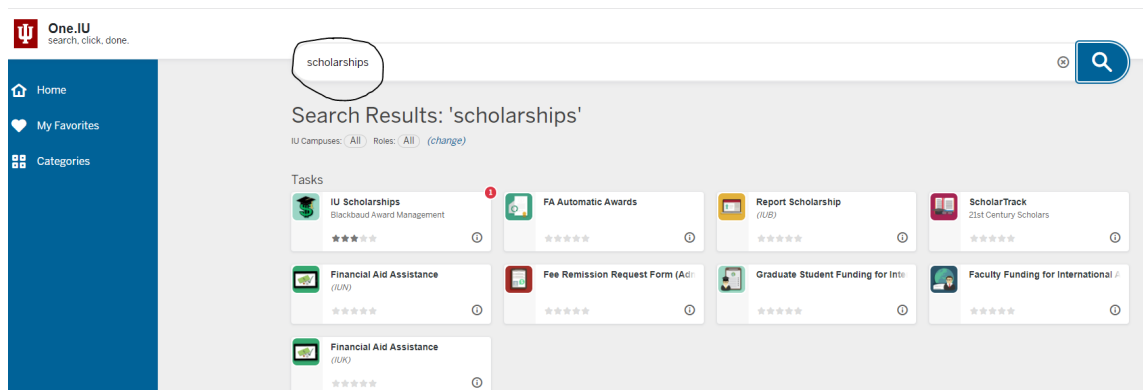 One.IU
search, click, done.
scholarships
Home
My Favorites
Categories
Search Results: 'scholarships'
IU Campuses: All Roles: All (change)
Tasks
IU Scholarships
Blackbaud Award Management
1
FA Automatic Awards
Report Scholarship
(IUB)
ScholarTrack
21st Century Scholars
Financial Aid Assistance
(IUN)
Fee Remission Request Form (Adm
Graduate Student Funding for Inte
Faculty Funding for International A
Financial Aid Assistance
(IUK)